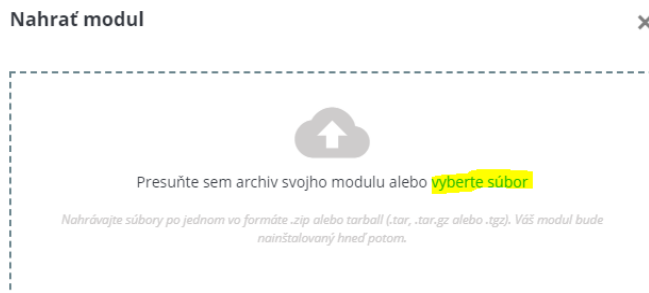 Nahrať modul
Presuňte sem archiv svojho modulu alebo vyberte súbor
Nahrávajte súbory po jednom vo formáte .zip alebo tarball (.tar, .tar.gz alebo .tgz). Váš modul bude
nainštalovaný hneď potom.